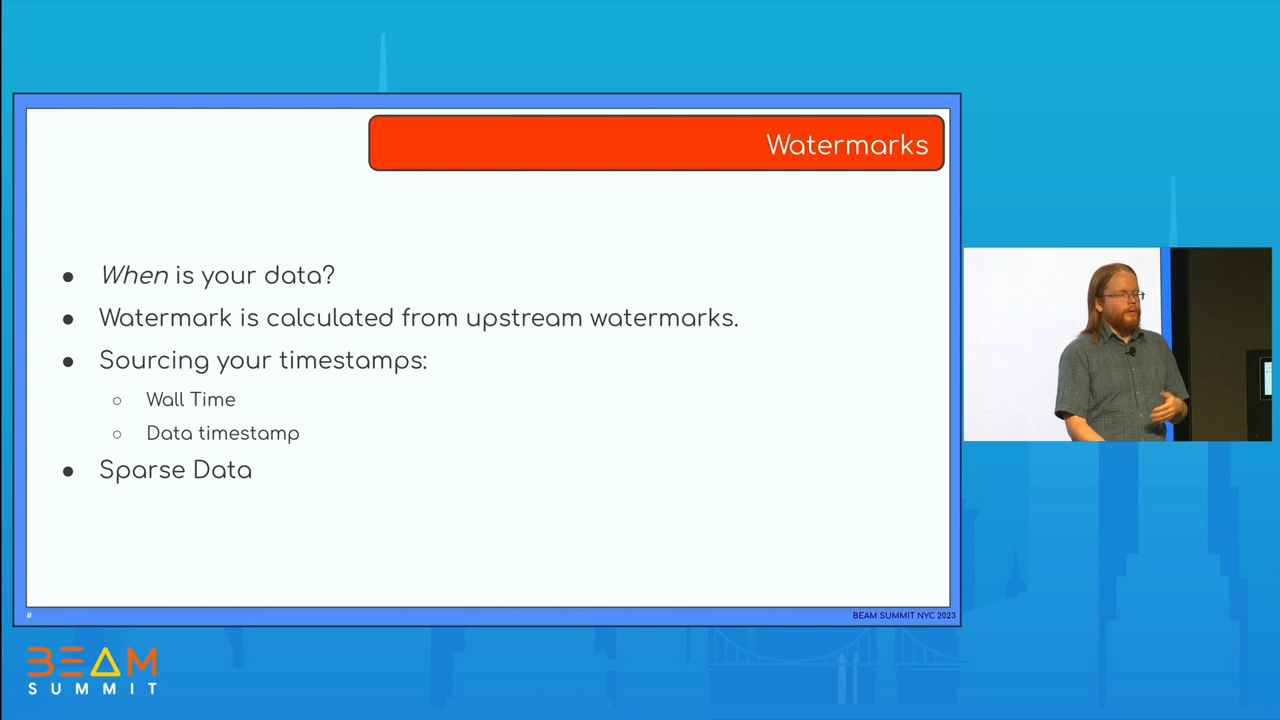 Watermarks
When is your data?
Watermark is calculated from upstream watermarks.
Sourcing your timestamps:
Wall Time
Data timestamp
Sparse Data
#
BEAM SUMMIT NYC 2023
BEAM
SUMMIT